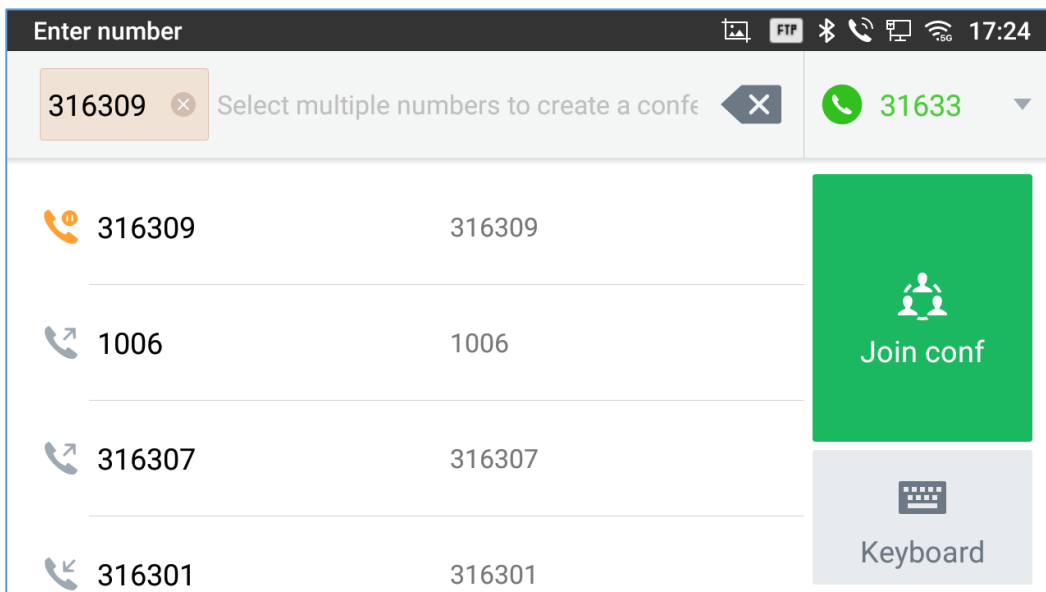 Enter number
FTP
5G
17:24
316309 Select multiple numbers to create a confe
31633
316309 316309
1006 1006
316307 316307
316301 316301
Join conf
Keyboard